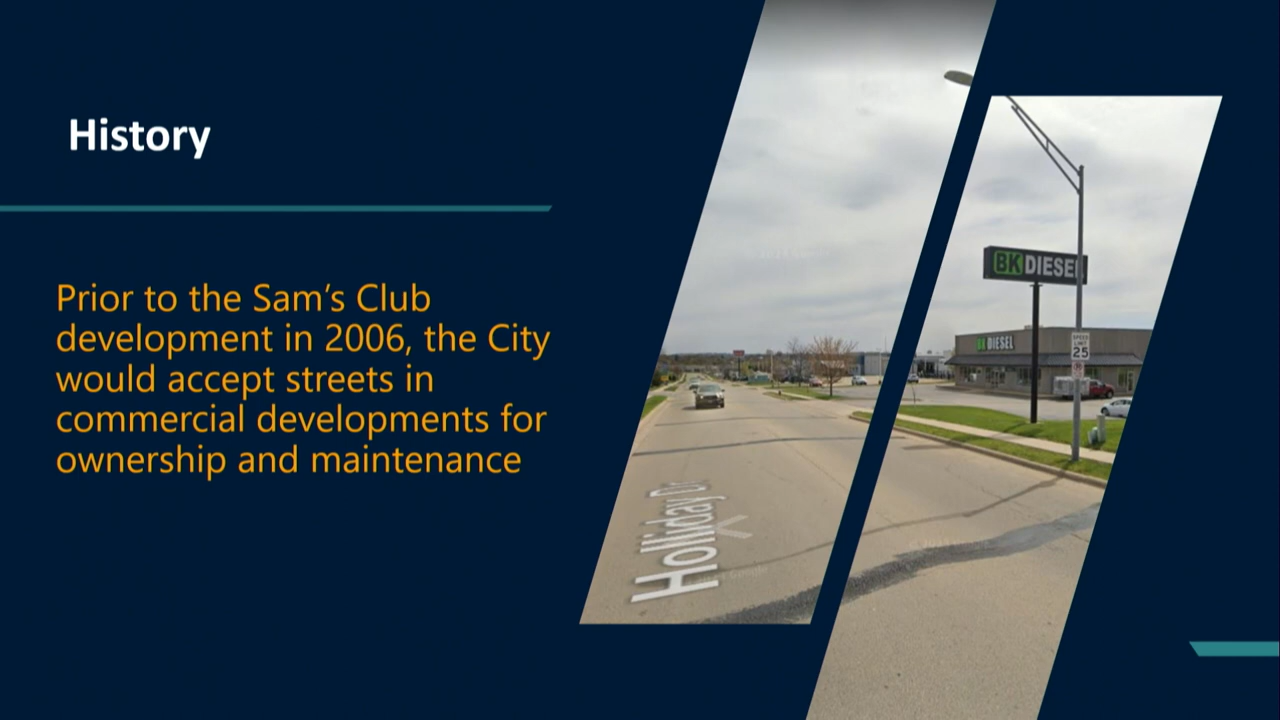 History
Prior to the Sam's Club
development in 2006, the City
would accept streets in
commercial developments for
ownership and maintenance
Holliday Dr
BK DIESEL
BK DIESEL
SPEED
LIMIT
25